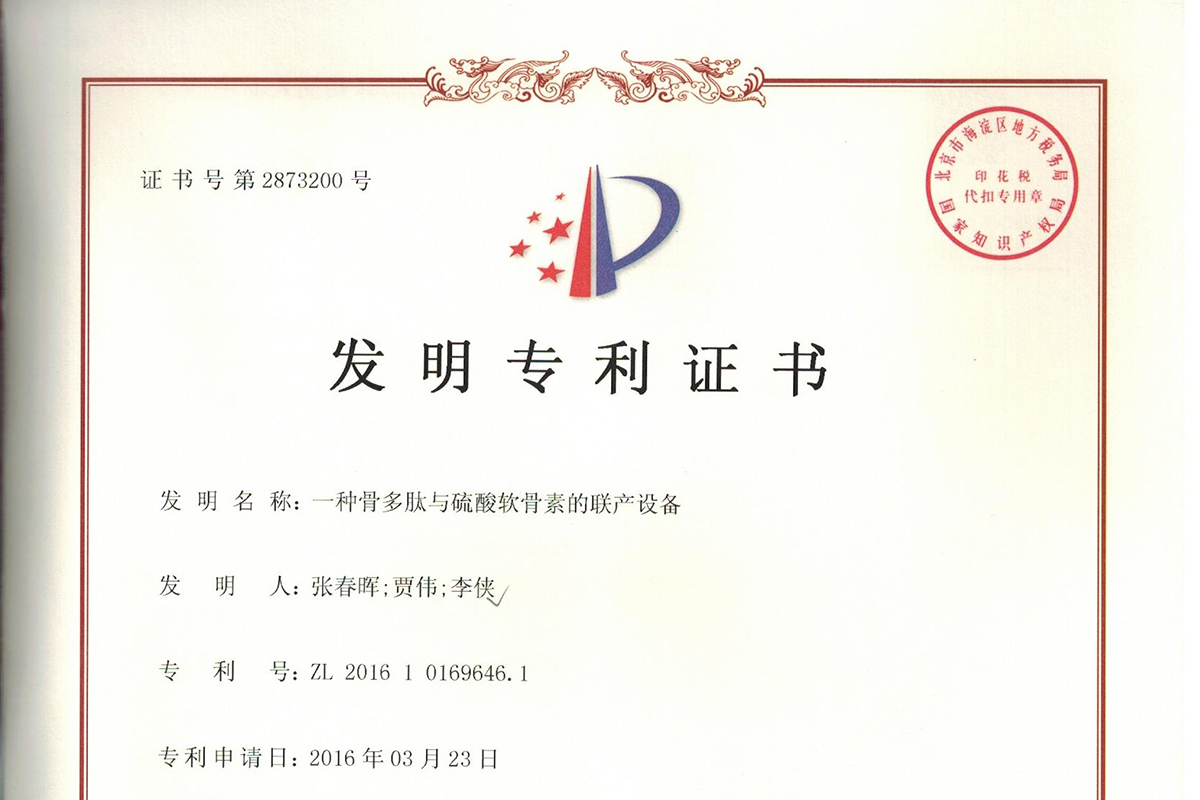 证书号第2873200号
北京市海淀区地方税务局
印花税
代扣专用章
国家知识产权局
发明专利证书
发明名称：一种骨多肽与硫酸软骨素的联产设备
发明人：张春晖;贾伟;李侠
专利号：ZL 2016 1 0169646.1
专利申请日：2016年03月23日